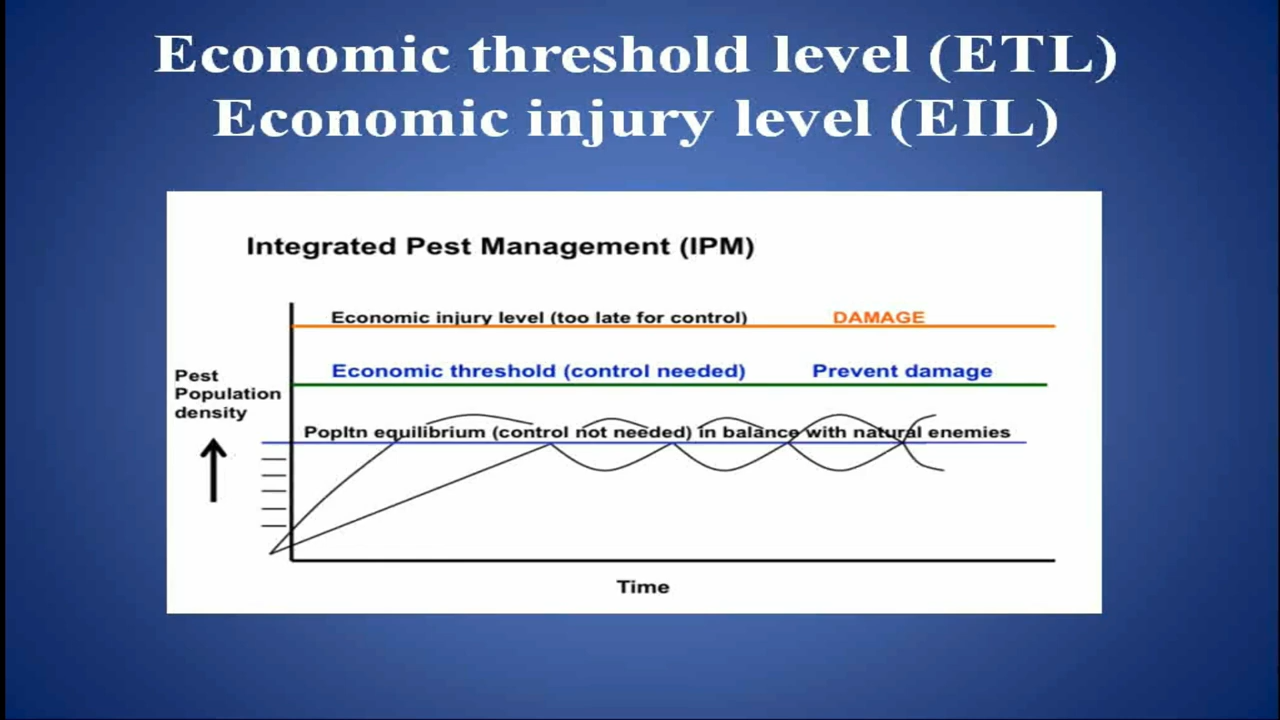 Economic threshold level (ETL)
Economic injury level (EIL)
Integrated Pest Management (IPM)
Economic injury level (too late for control) DAMAGE
Economic threshold (control needed) Prevent damage
Pest
Population
density
Popltn equilibrium (control not needed) in balance with natural enemies
Time